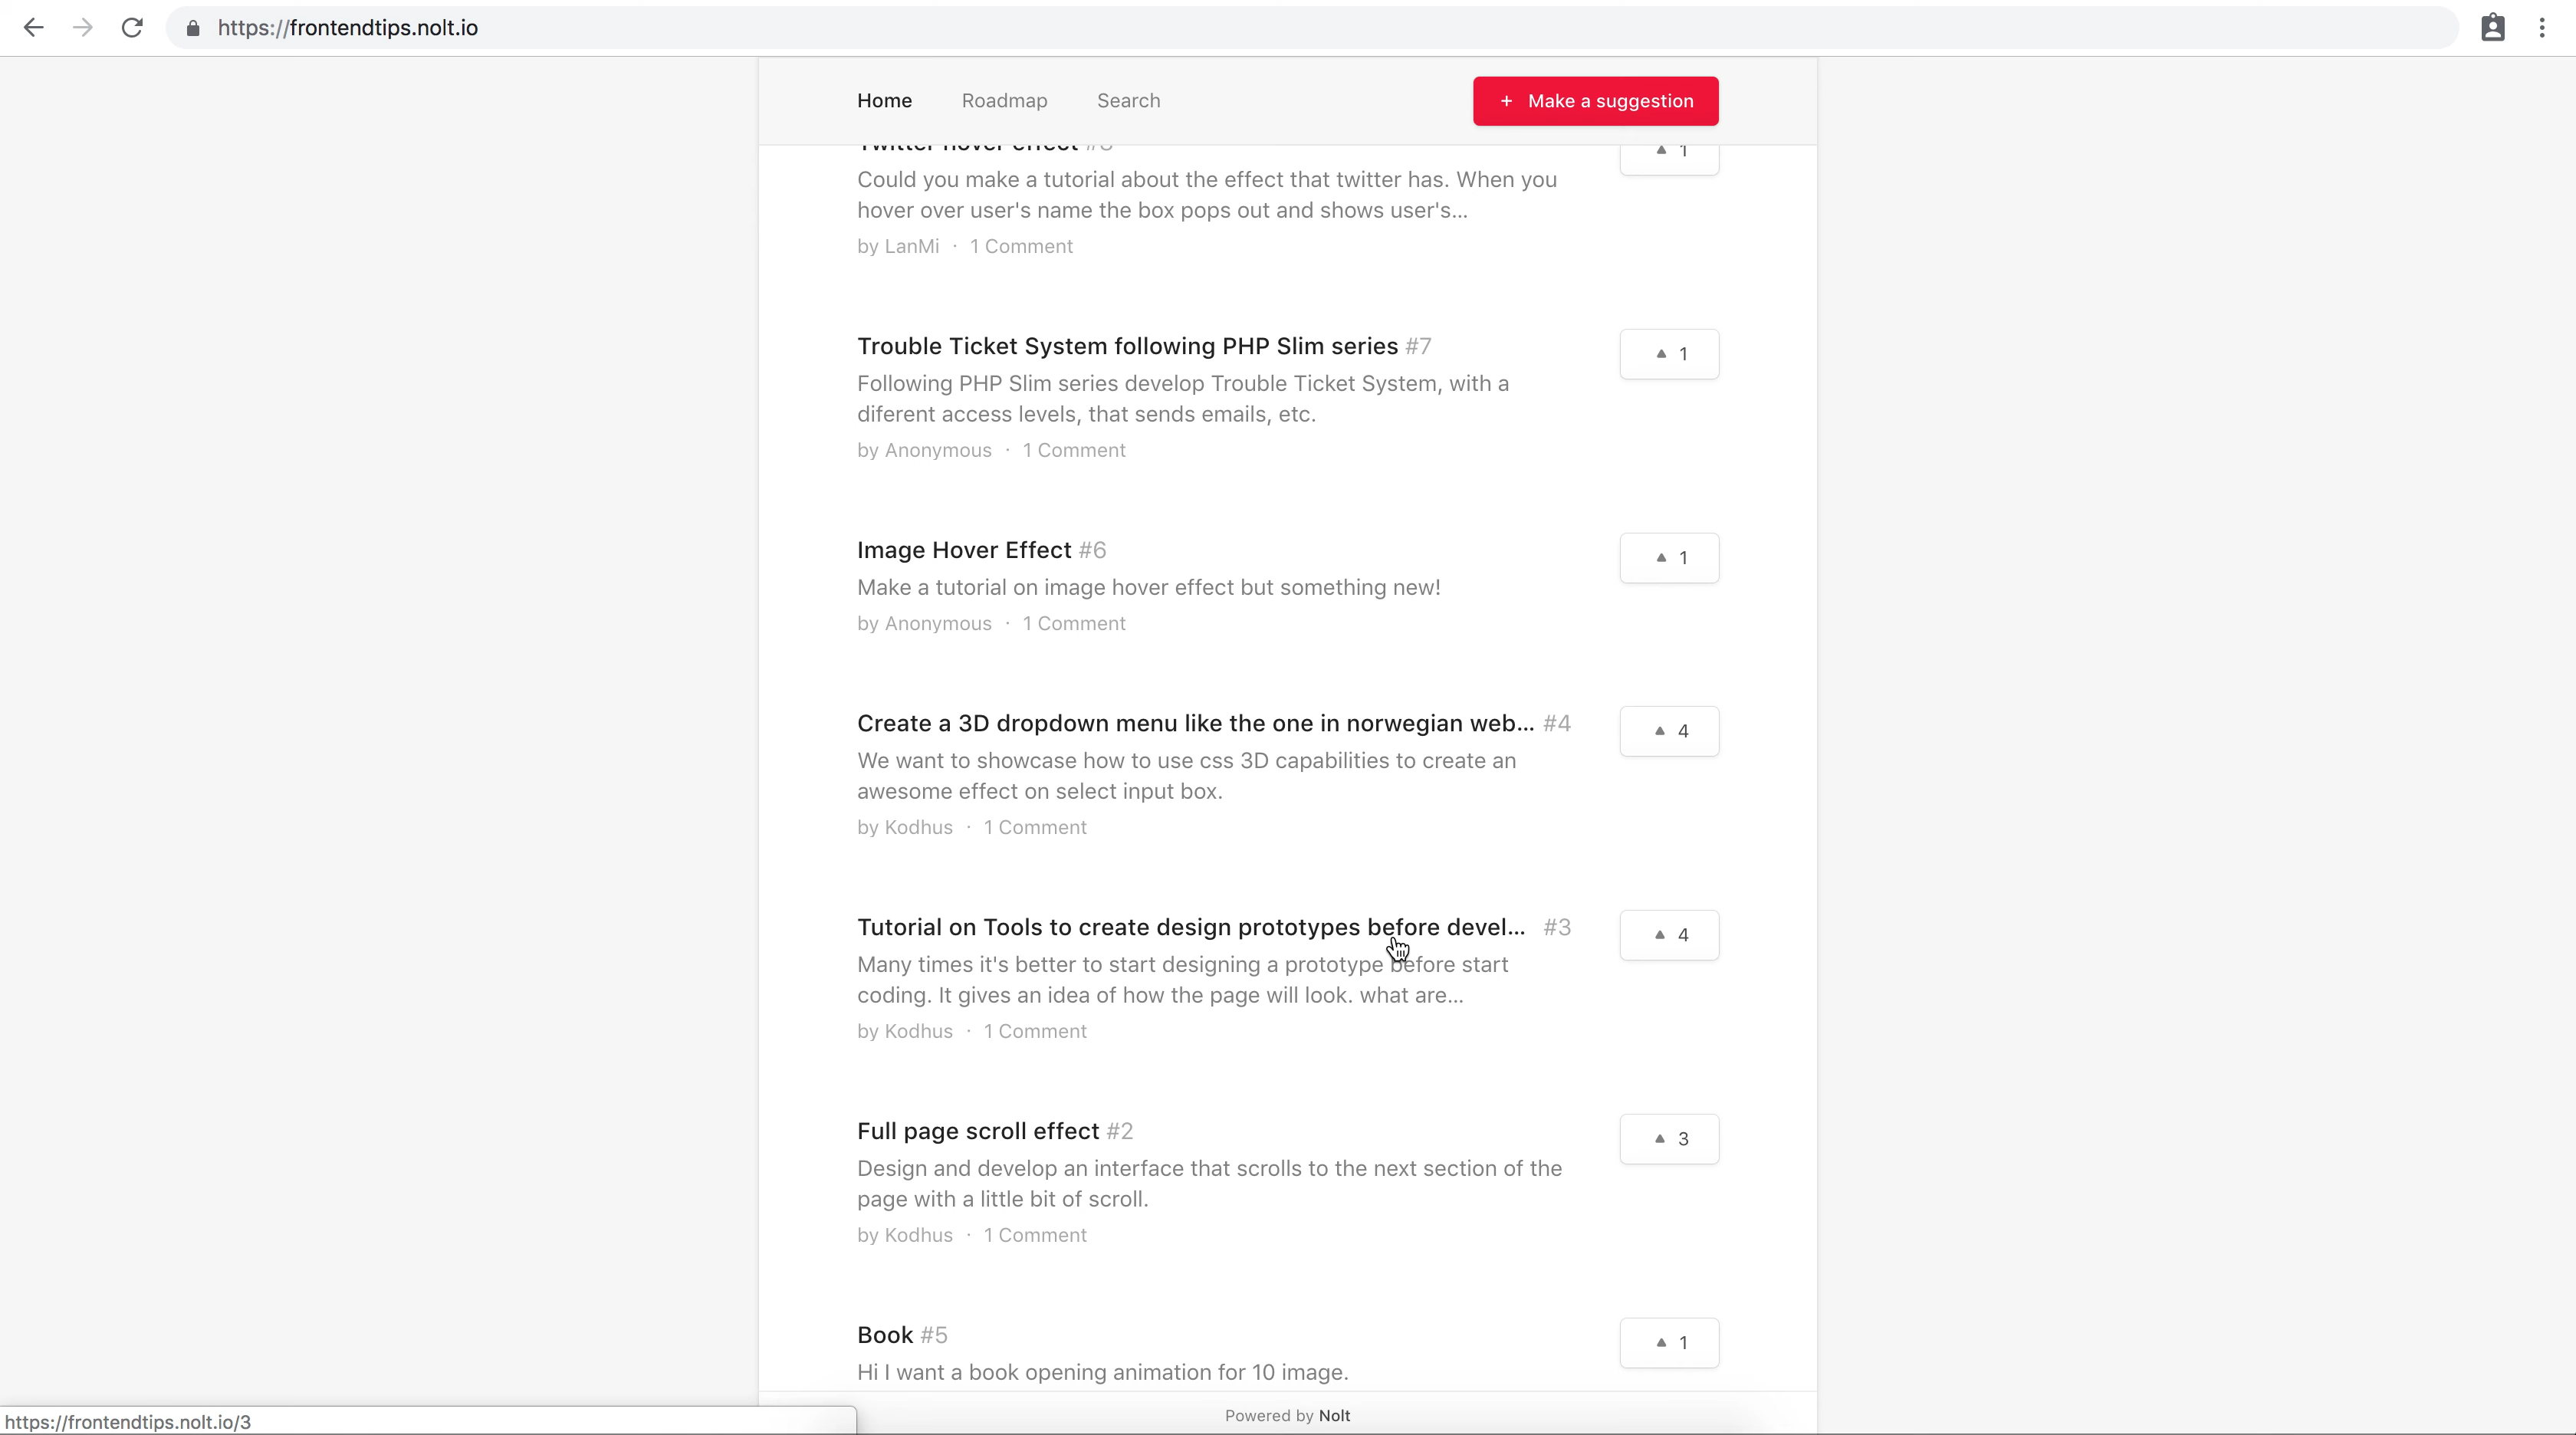 https://frontendtips.nolt.io
Home Roadmap Search + Make a suggestion
Twitter hover effect
▲ 1
Could you make a tutorial about the effect that twitter has. When you
hover over user's name the box pops out and shows user's...
by LanMi · 1 Comment
Trouble Ticket System following PHP Slim series #7
▲ 1
Following PHP Slim series develop Trouble Ticket System, with a
diferent access levels, that sends emails, etc.
by Anonymous · 1 Comment
Image Hover Effect #6
▲ 1
Make a tutorial on image hover effect but something new!
by Anonymous · 1 Comment
Create a 3D dropdown menu like the one in norwegian web... #4
▲ 4
We want to showcase how to use css 3D capabilities to create an
awesome effect on select input box.
by Kodhus · 1 Comment
Tutorial on Tools to create design prototypes before devel... #3
▲ 4
Many times it's better to start designing a prototype before start
coding. It gives an idea of how the page will look. what are...
by Kodhus · 1 Comment
Full page scroll effect #2
▲ 3
Design and develop an interface that scrolls to the next section of the
page with a little bit of scroll.
by Kodhus · 1 Comment
Book #5
▲ 1
Hi I want a book opening animation for 10 image.
Powered by Nolt
https://frontendtips.nolt.io/3